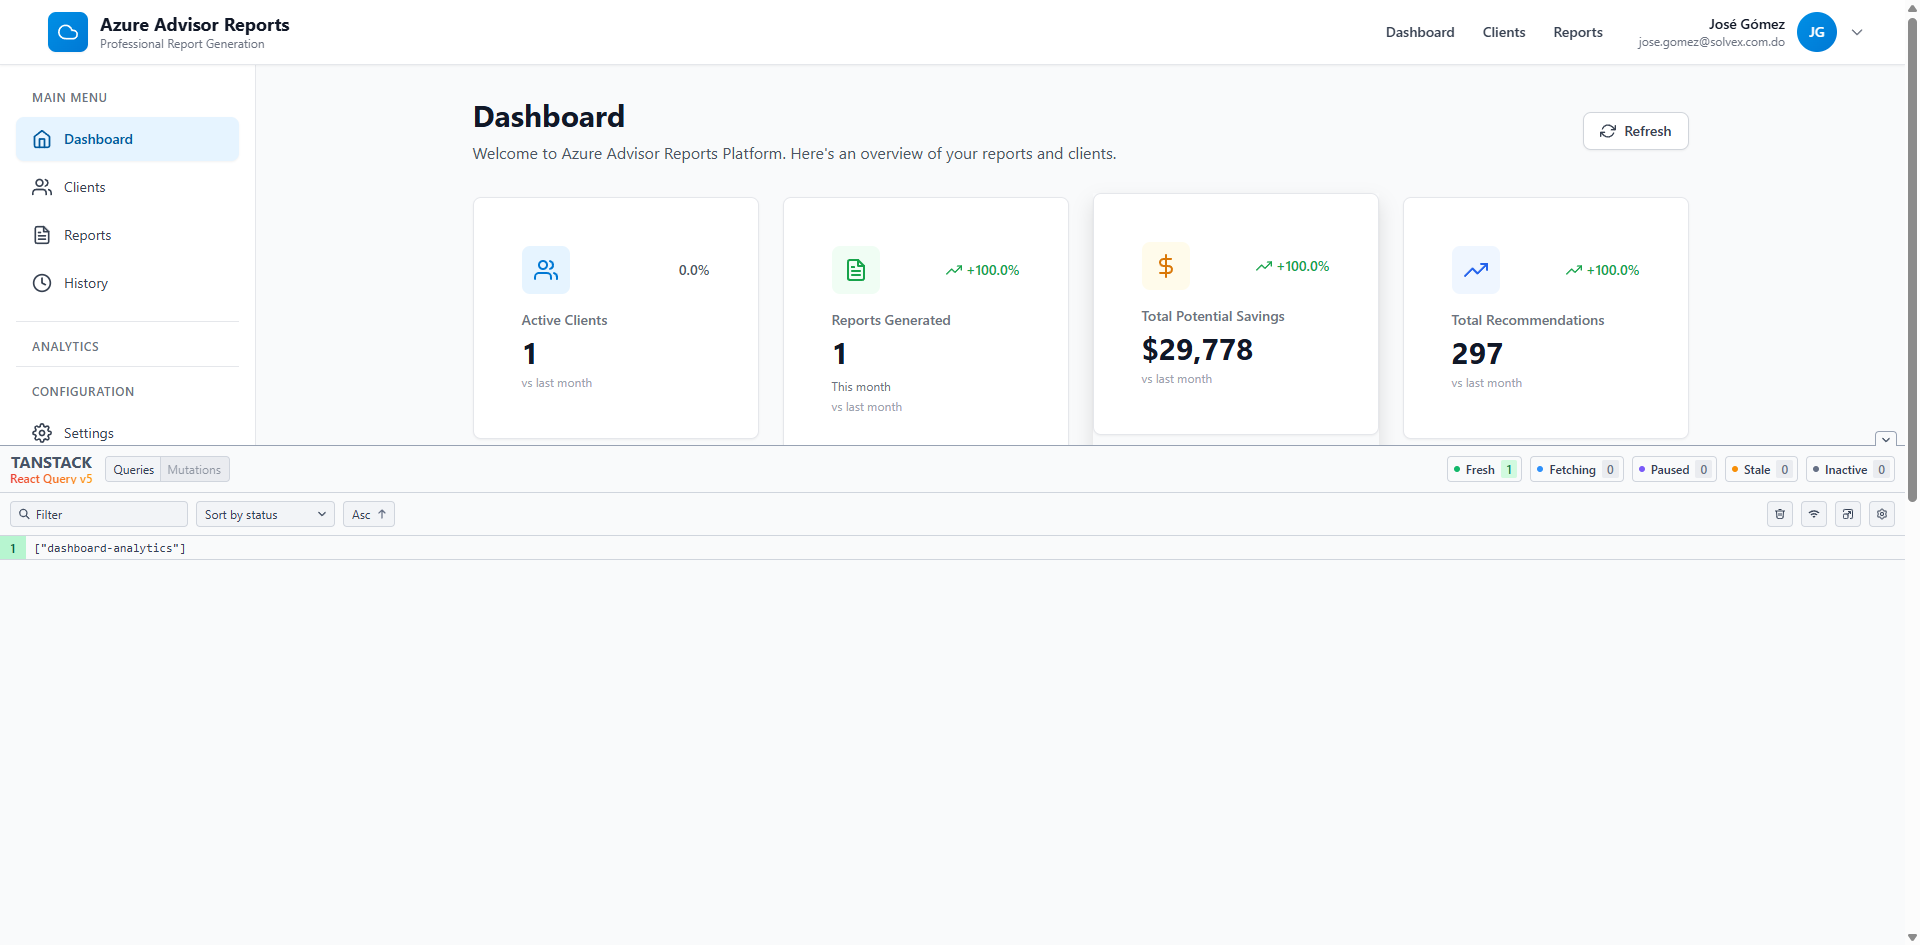 Azure Advisor Reports
Professional Report Generation
Dashboard
Clients
Reports
José Gómez
jose.gomez@solvex.com.do
JG
MAIN MENU
Dashboard
Clients
Reports
History
ANALYTICS
CONFIGURATION
Settings
Dashboard
Welcome to Azure Advisor Reports Platform. Here's an overview of your reports and clients.
Refresh
0.0%
Active Clients
1
vs last month
+100.0%
Reports Generated
1
This month
vs last month
+100.0%
Total Potential Savings
$29,778
vs last month
+100.0%
Total Recommendations
297
vs last month
TANSTACK
React Query v5
Queries
Mutations
Fresh 1
Fetching 0
Paused 0
Stale 0
Inactive 0
Filter
Sort by status
Asc ↑
1 ["dashboard-analytics"]